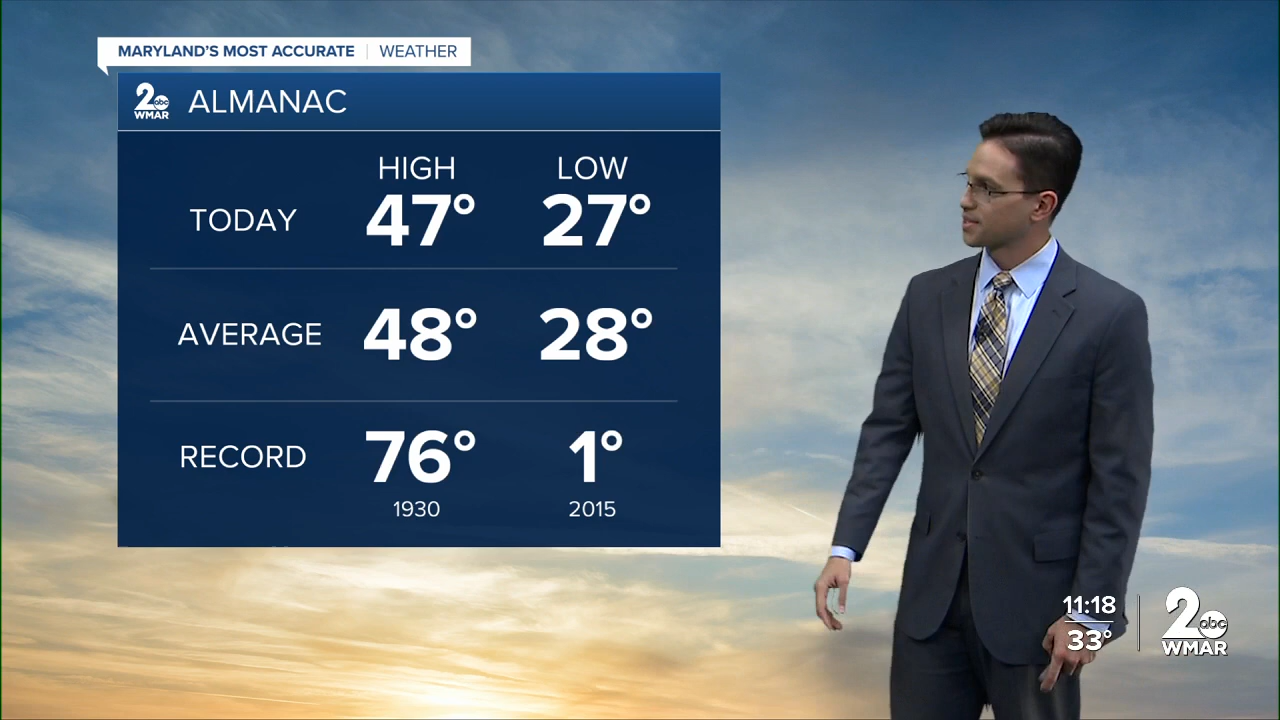 MARYLAND'S MOST ACCURATE | WEATHER
2 abc WMAR ALMANAC
HIGH LOW
TODAY 47° 27°
AVERAGE 48° 28°
RECORD 76° 1°
1930 2015
11:18
33°
2 abc
WMAR